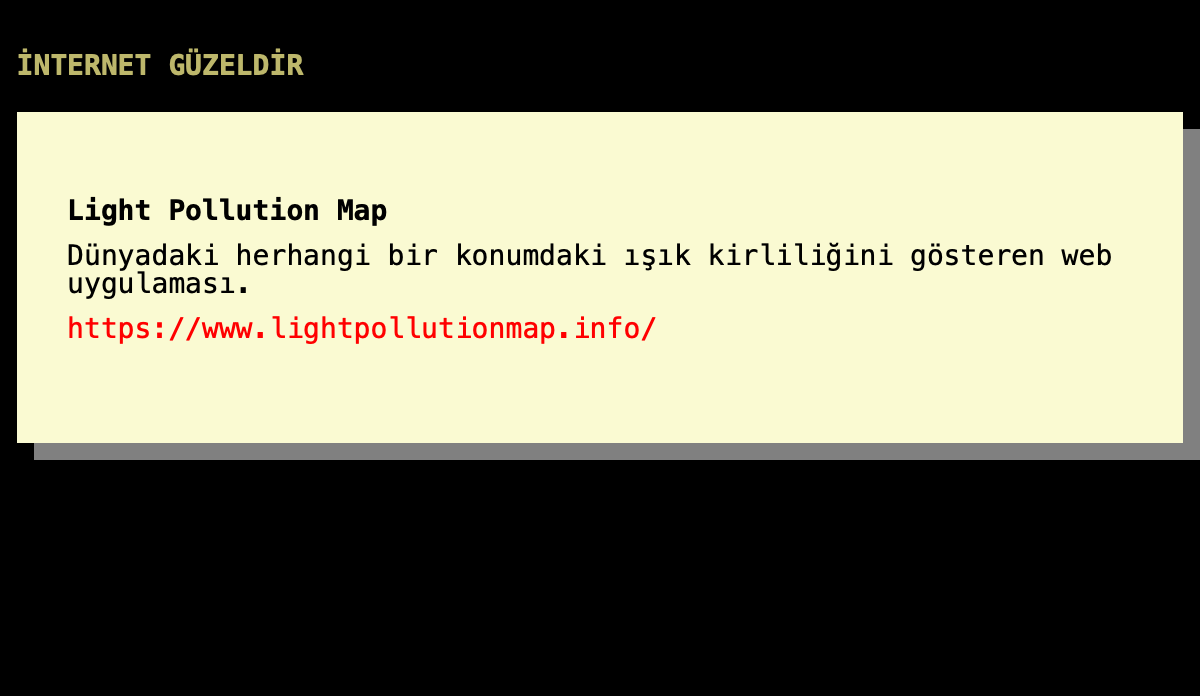 İNTERNET GÜZELDİR
Light Pollution Map
Dünyadaki herhangi bir konumdaki ışık kirliliğini gösteren web
uygulaması.
https://www.lightpollutionmap.info/